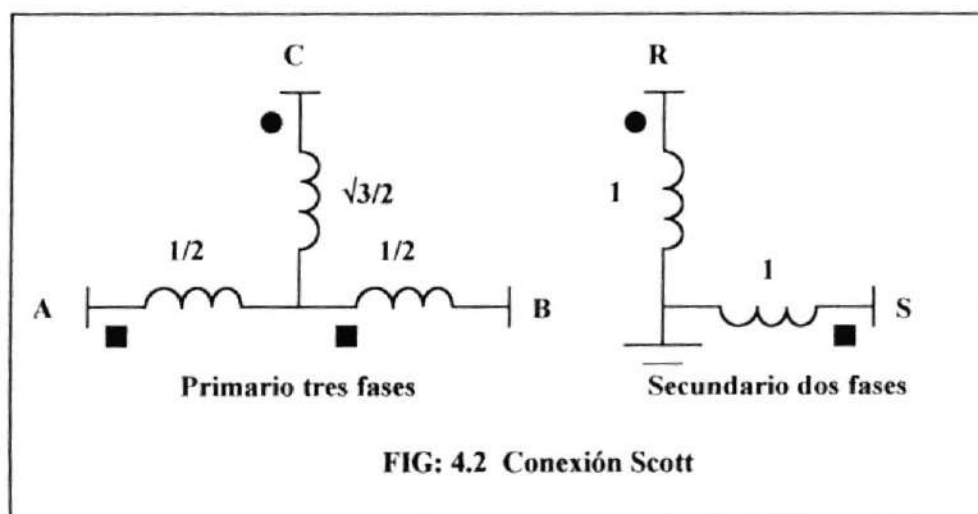 C R
√3/2 1
1/2 1/2 1
A B S
Primario tres fases Secundario dos fases
FIG: 4.2 Conexión Scott